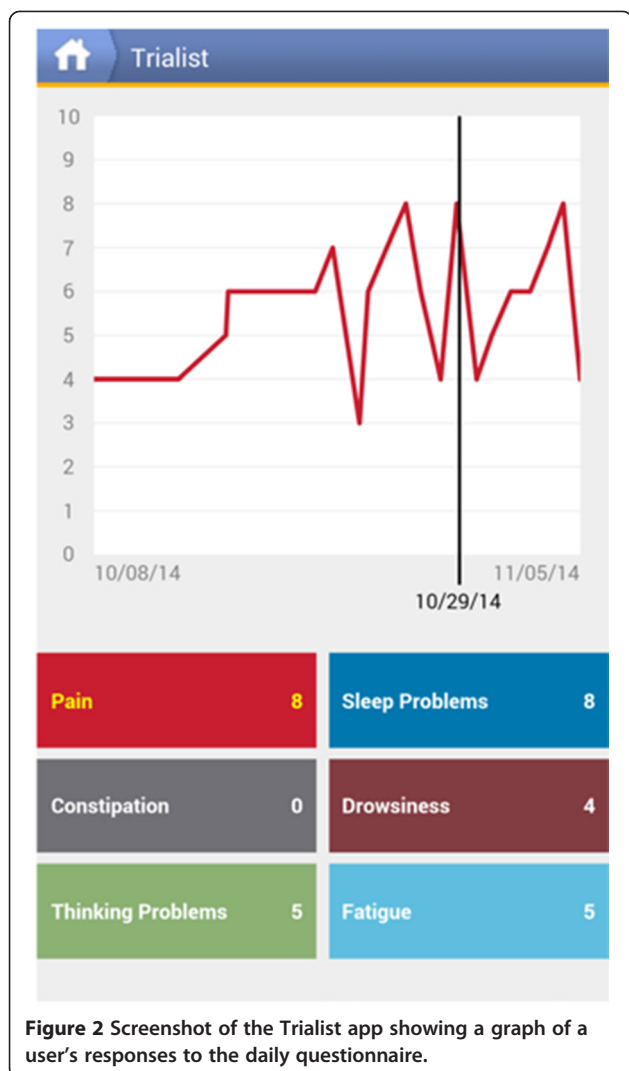 Trialist
10
9
8
7
6
5
4
3
2
1
0
10/08/14
11/05/14
10/29/14
Pain 8
Sleep Problems 8
Constipation 0
Drowsiness 4
Thinking Problems 5
Fatigue 5
Figure 2 Screenshot of the Trialist app showing a graph of a
user's responses to the daily questionnaire.